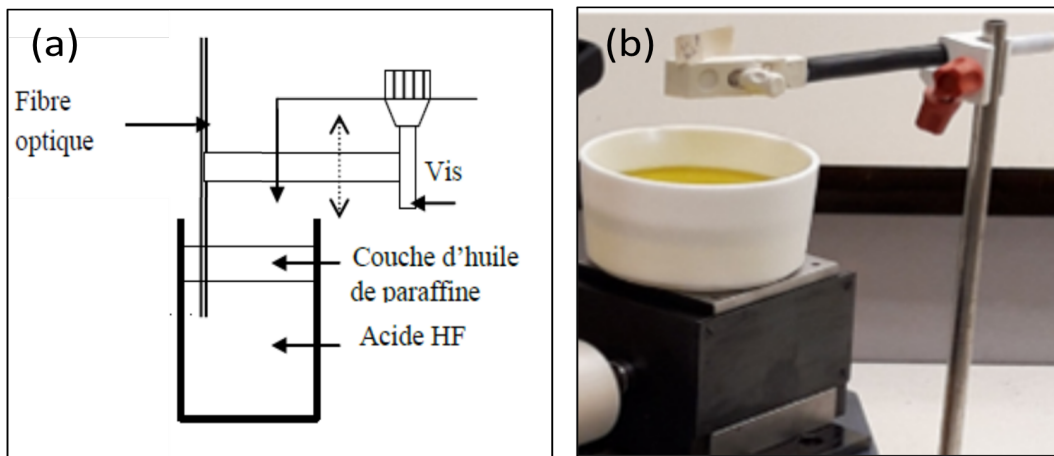 (a)
Fibre
optique
Vis
Couche d'huile
de paraffine
Acide HF
(b)